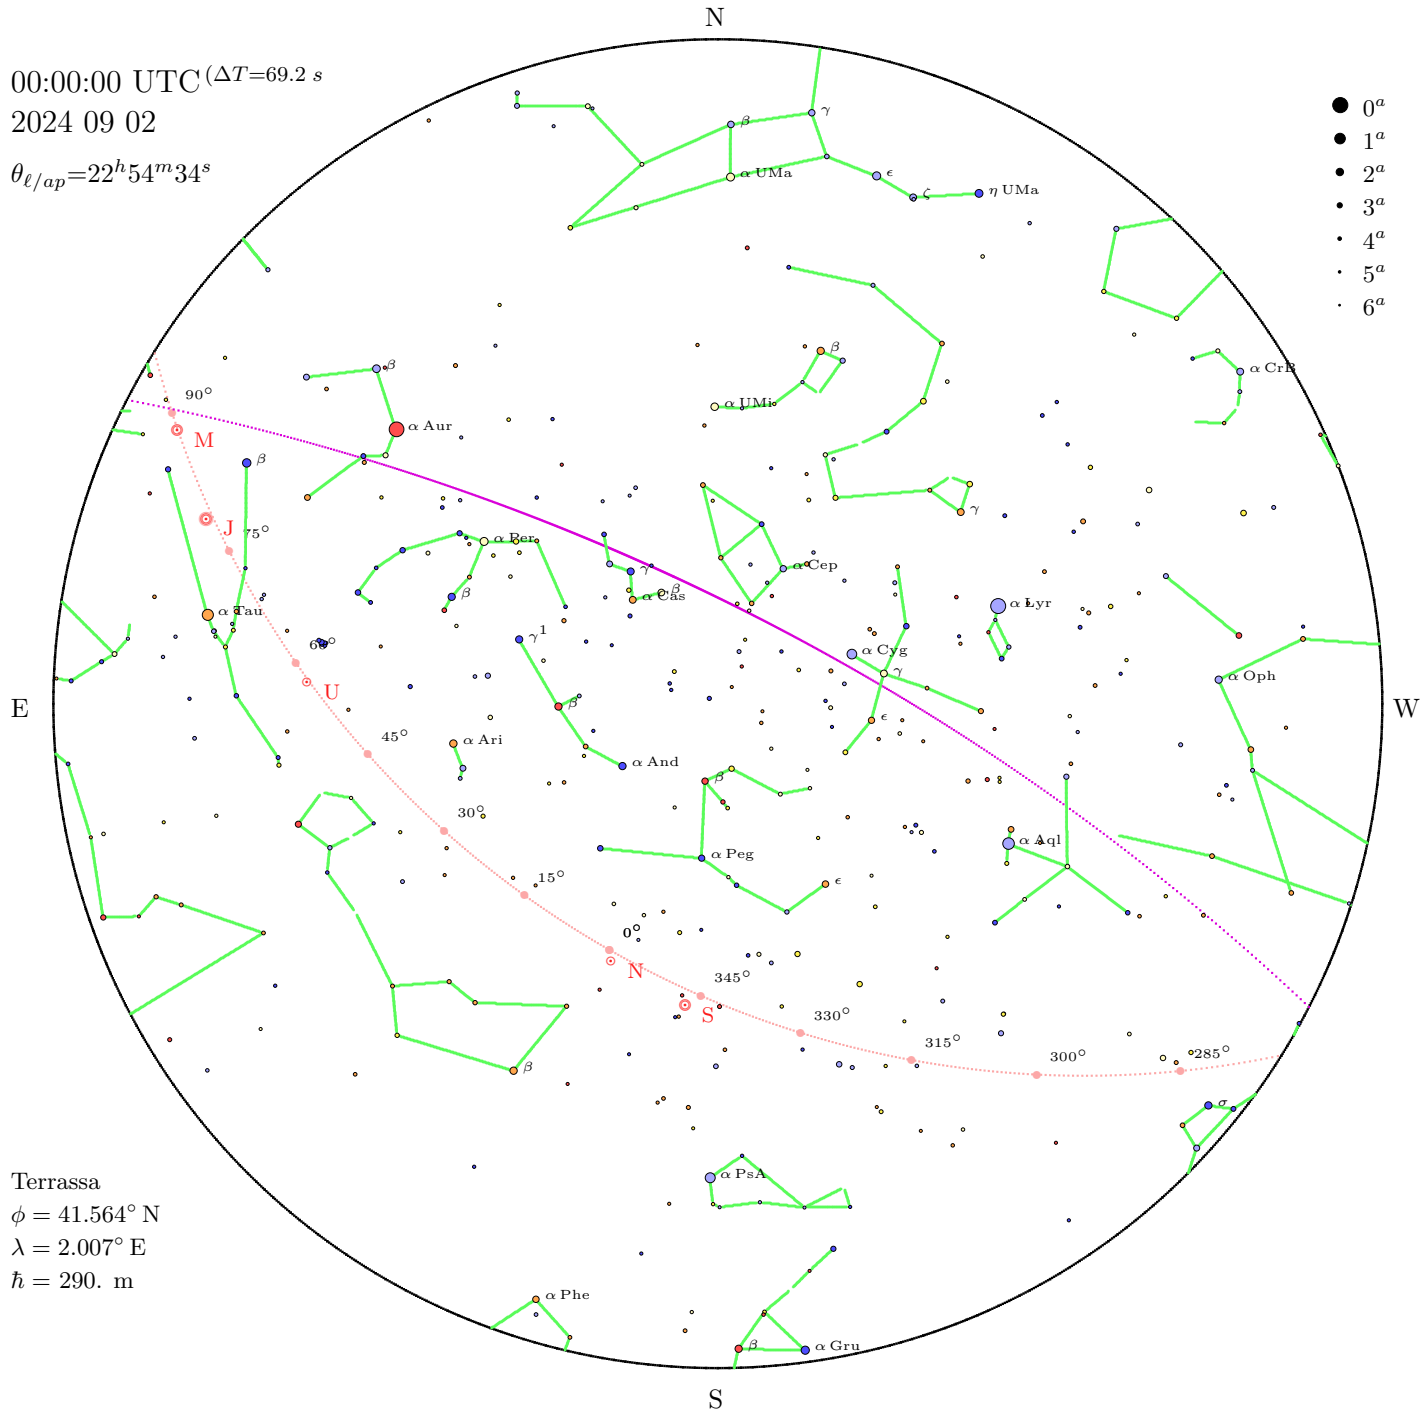 N
00:00:00 UTC (ΔT=69.2 s
2024 09 02
θℓ/ap=22ʰ54ᵐ34ˢ
0ᵃ
1ᵃ
2ᵃ
3ᵃ
4ᵃ
5ᵃ
6ᵃ
β
γ
α UMa
ϵ
ζ
η UMa
β
β
α CrB
90°
α UMi
M
α Aur
β
J
75°
α Per
γ
γ
α Cep
β
α Cas
β
α Tau
α Lyr
60°
γ¹
α Cyg
γ
α Oph
U
E
W
β
ϵ
45°
α Ari
α And
β
30°
α Aql
α Peg
15°
ϵ
0°
N
345°
S
330°
315°
300°
285°
β
σ
α PsA
Terrassa
ϕ = 41.564° N
λ = 2.007° E
ħ = 290. m
α Phe
β
α Gru
S